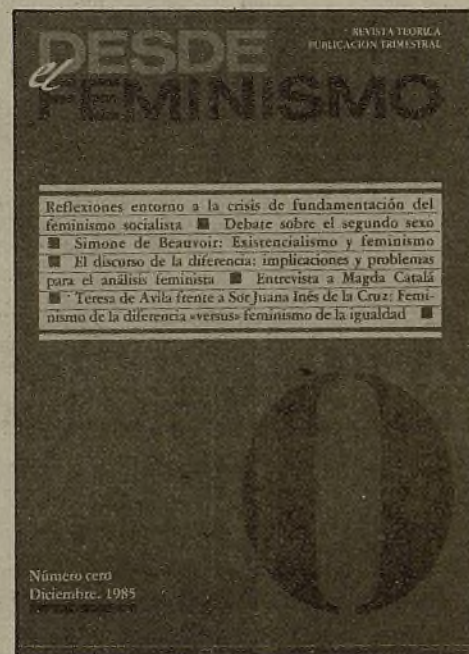 REVISTA TEORICA
PUBLICACION TRIMESTRAL
DESDE
el
FEMINISMO
Reflexiones entorno a la crisis de fundamentación del
feminismo socialista ■ Debate sobre el segundo sexo
■ Simone de Beauvoir: Existencialismo y feminismo
■ El discurso de la diferencia: implicaciones y problemas
para el análisis feminista ■ Entrevista a Magda Catalá
■ Teresa de Avila frente a Sor Juana Inés de la Cruz: Femi-
nismo de la diferencia «versus» feminismo de la igualdad ■
0
Número cero
Diciembre. 1985